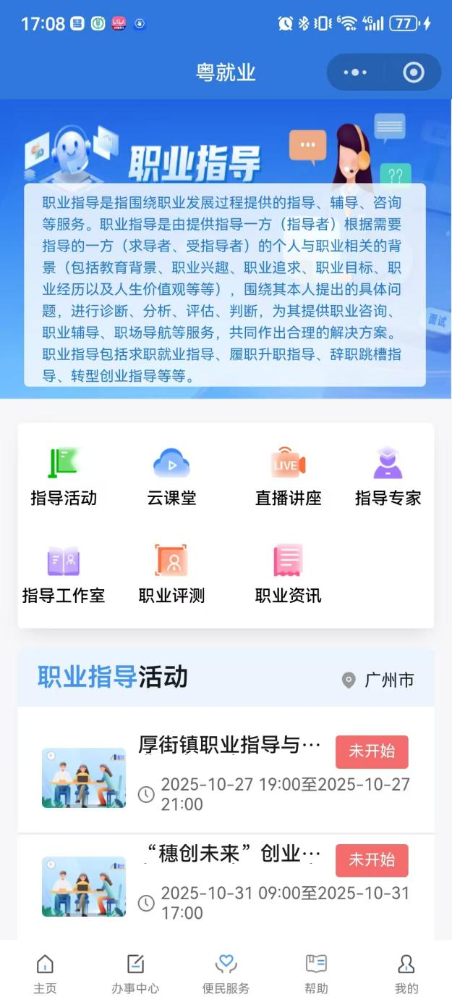 17:08
6 4G 77
粤就业
职业指导
??
职业指导是指围绕职业发展过程提供的指导、辅导、咨询
等服务。职业指导是由提供指导一方（指导者）根据需要
指导的一方（求导者、受指导者）的个人与职业相关的背
景（包括教育背景、职业兴趣、职业追求、职业目标、职
业经历以及人生价值观等等），围绕其本人提出的具体问
题，进行诊断、分析、评估、判断，为其提供职业咨询、
职业辅导、职场导航等服务，共同作出合理的解决方案。
职业指导包括求职就业指导、履职升职指导、辞职跳槽指
导、转型创业指导等等。
面试
LIVE
指导活动 云课堂 直播讲座 指导专家
指导工作室 职业评测 职业资讯
职业指导活动 广州市
厚街镇职业指导与… 未开始
2025-10-27 19:00至2025-10-27
21:00
“穗创未来”创业… 未开始
2025-10-31 09:00至2025-10-31
17:00
主页 办事中心 便民服务 帮助 我的